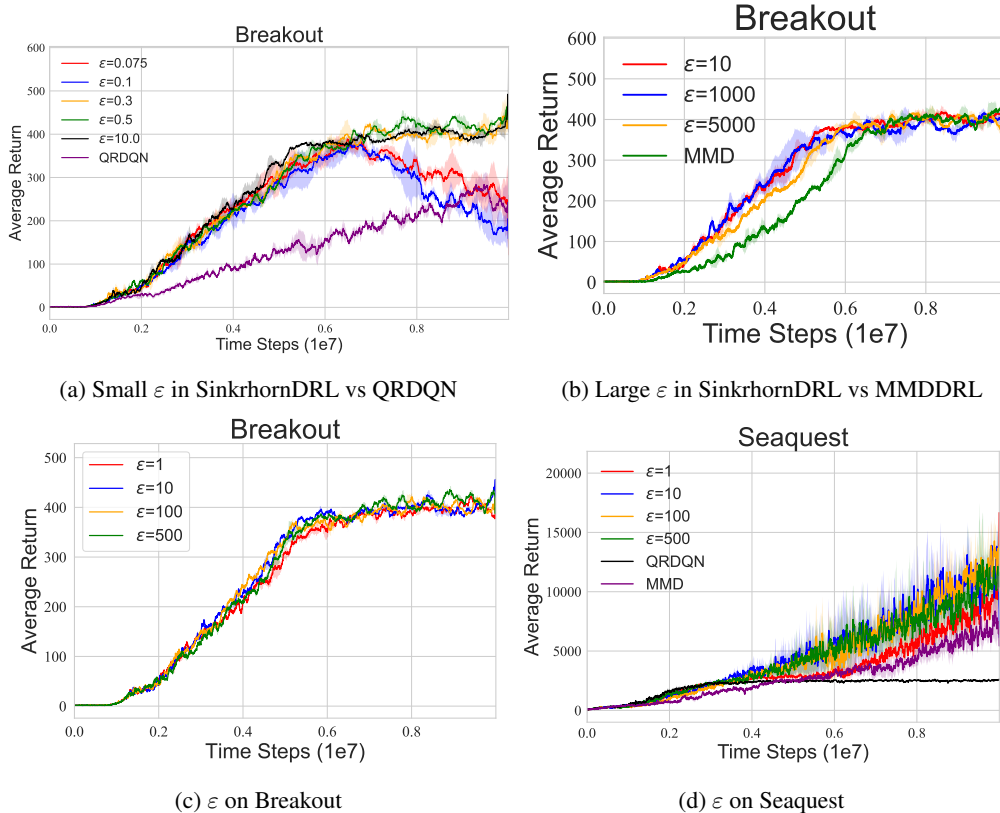 Breakout
600
500
400
300
200
100
0
Average Return
ε=0.075
ε=0.1
ε=0.3
ε=0.5
ε=10.0
QRDQN
0.0 0.2 0.4 0.6 0.8
Time Steps (1e7)
(a) Small ε in SinkrhornDRL vs QRDQN
Breakout
600
500
400
300
200
100
0
Average Return
ε=10
ε=1000
ε=5000
MMD
0.0 0.2 0.4 0.6 0.8
Time Steps (1e7)
(b) Large ε in SinkrhornDRL vs MMDDRL
Breakout
500
400
300
200
100
0
Average Return
ε=1
ε=10
ε=100
ε=500
0.0 0.2 0.4 0.6 0.8
Time Steps (1e7)
(c) ε on Breakout
Seaquest
20000
15000
10000
5000
0
Average Return
ε=1
ε=10
ε=100
ε=500
QRDQN
MMD
0.0 0.2 0.4 0.6 0.8
Time Steps (1e7)
(d) ε on Seaquest